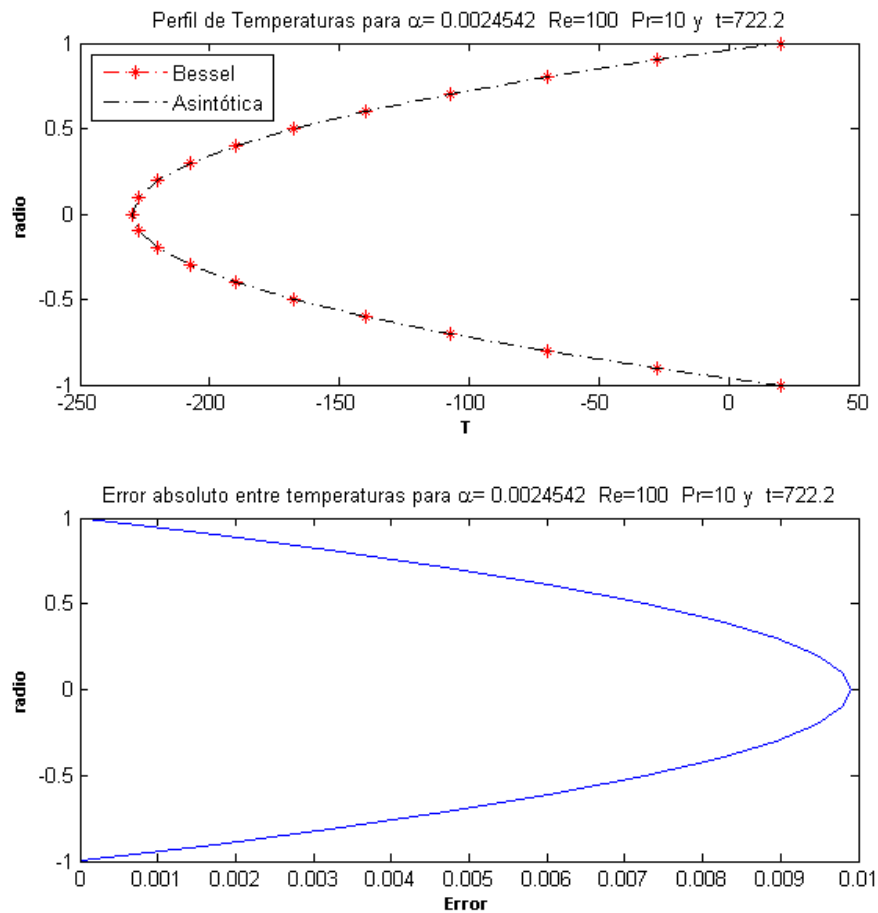 Perfil de Temperaturas para α= 0.0024542 Re=100 Pr=10 y t=722.2
Bessel
Asintótica
1
0.5
0
-0.5
-1
radio
-250 -200 -150 -100 -50 0 50
T
Error absoluto entre temperaturas para α= 0.0024542 Re=100 Pr=10 y t=722.2
1
0.5
0
-0.5
-1
radio
0 0.001 0.002 0.003 0.004 0.005 0.006 0.007 0.008 0.009 0.01
Error